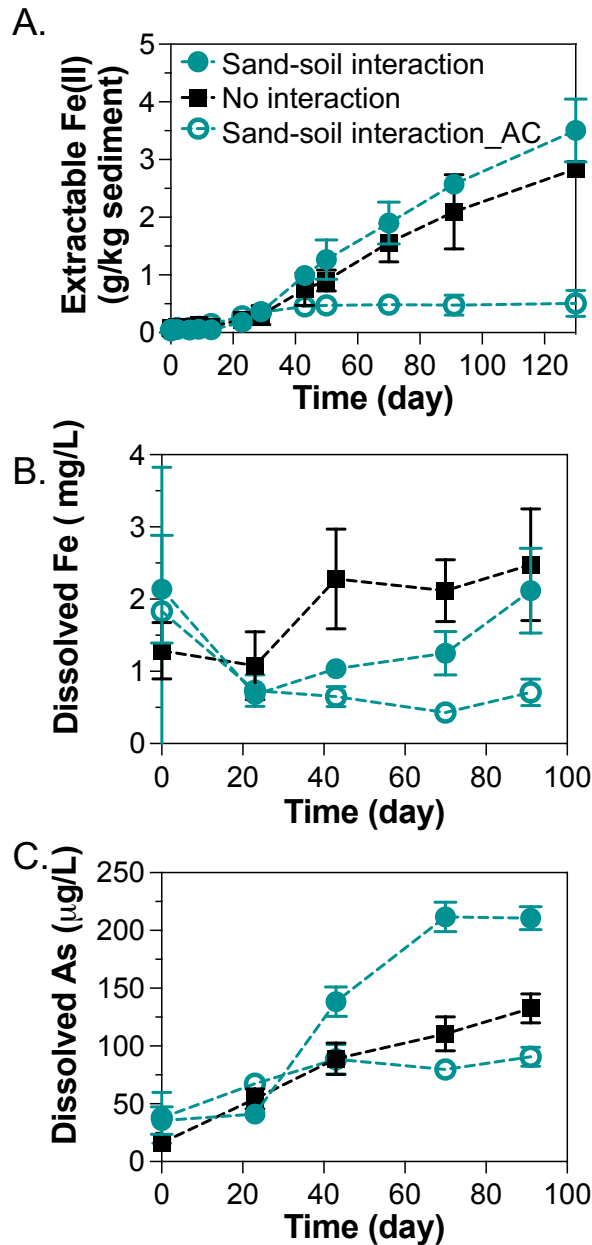 A.
Extractable Fe(II)
(g/kg sediment)
5
4
3
2
1
0
Sand-soil interaction
No interaction
Sand-soil interaction_AC
0 20 40 60 80 100 120
Time (day)
B.
Dissolved Fe ( mg/L)
4
3
2
1
0
0 20 40 60 80 100
Time (day)
C.
Dissolved As (μg/L)
250
200
150
100
50
0
0 20 40 60 80 100
Time (day)